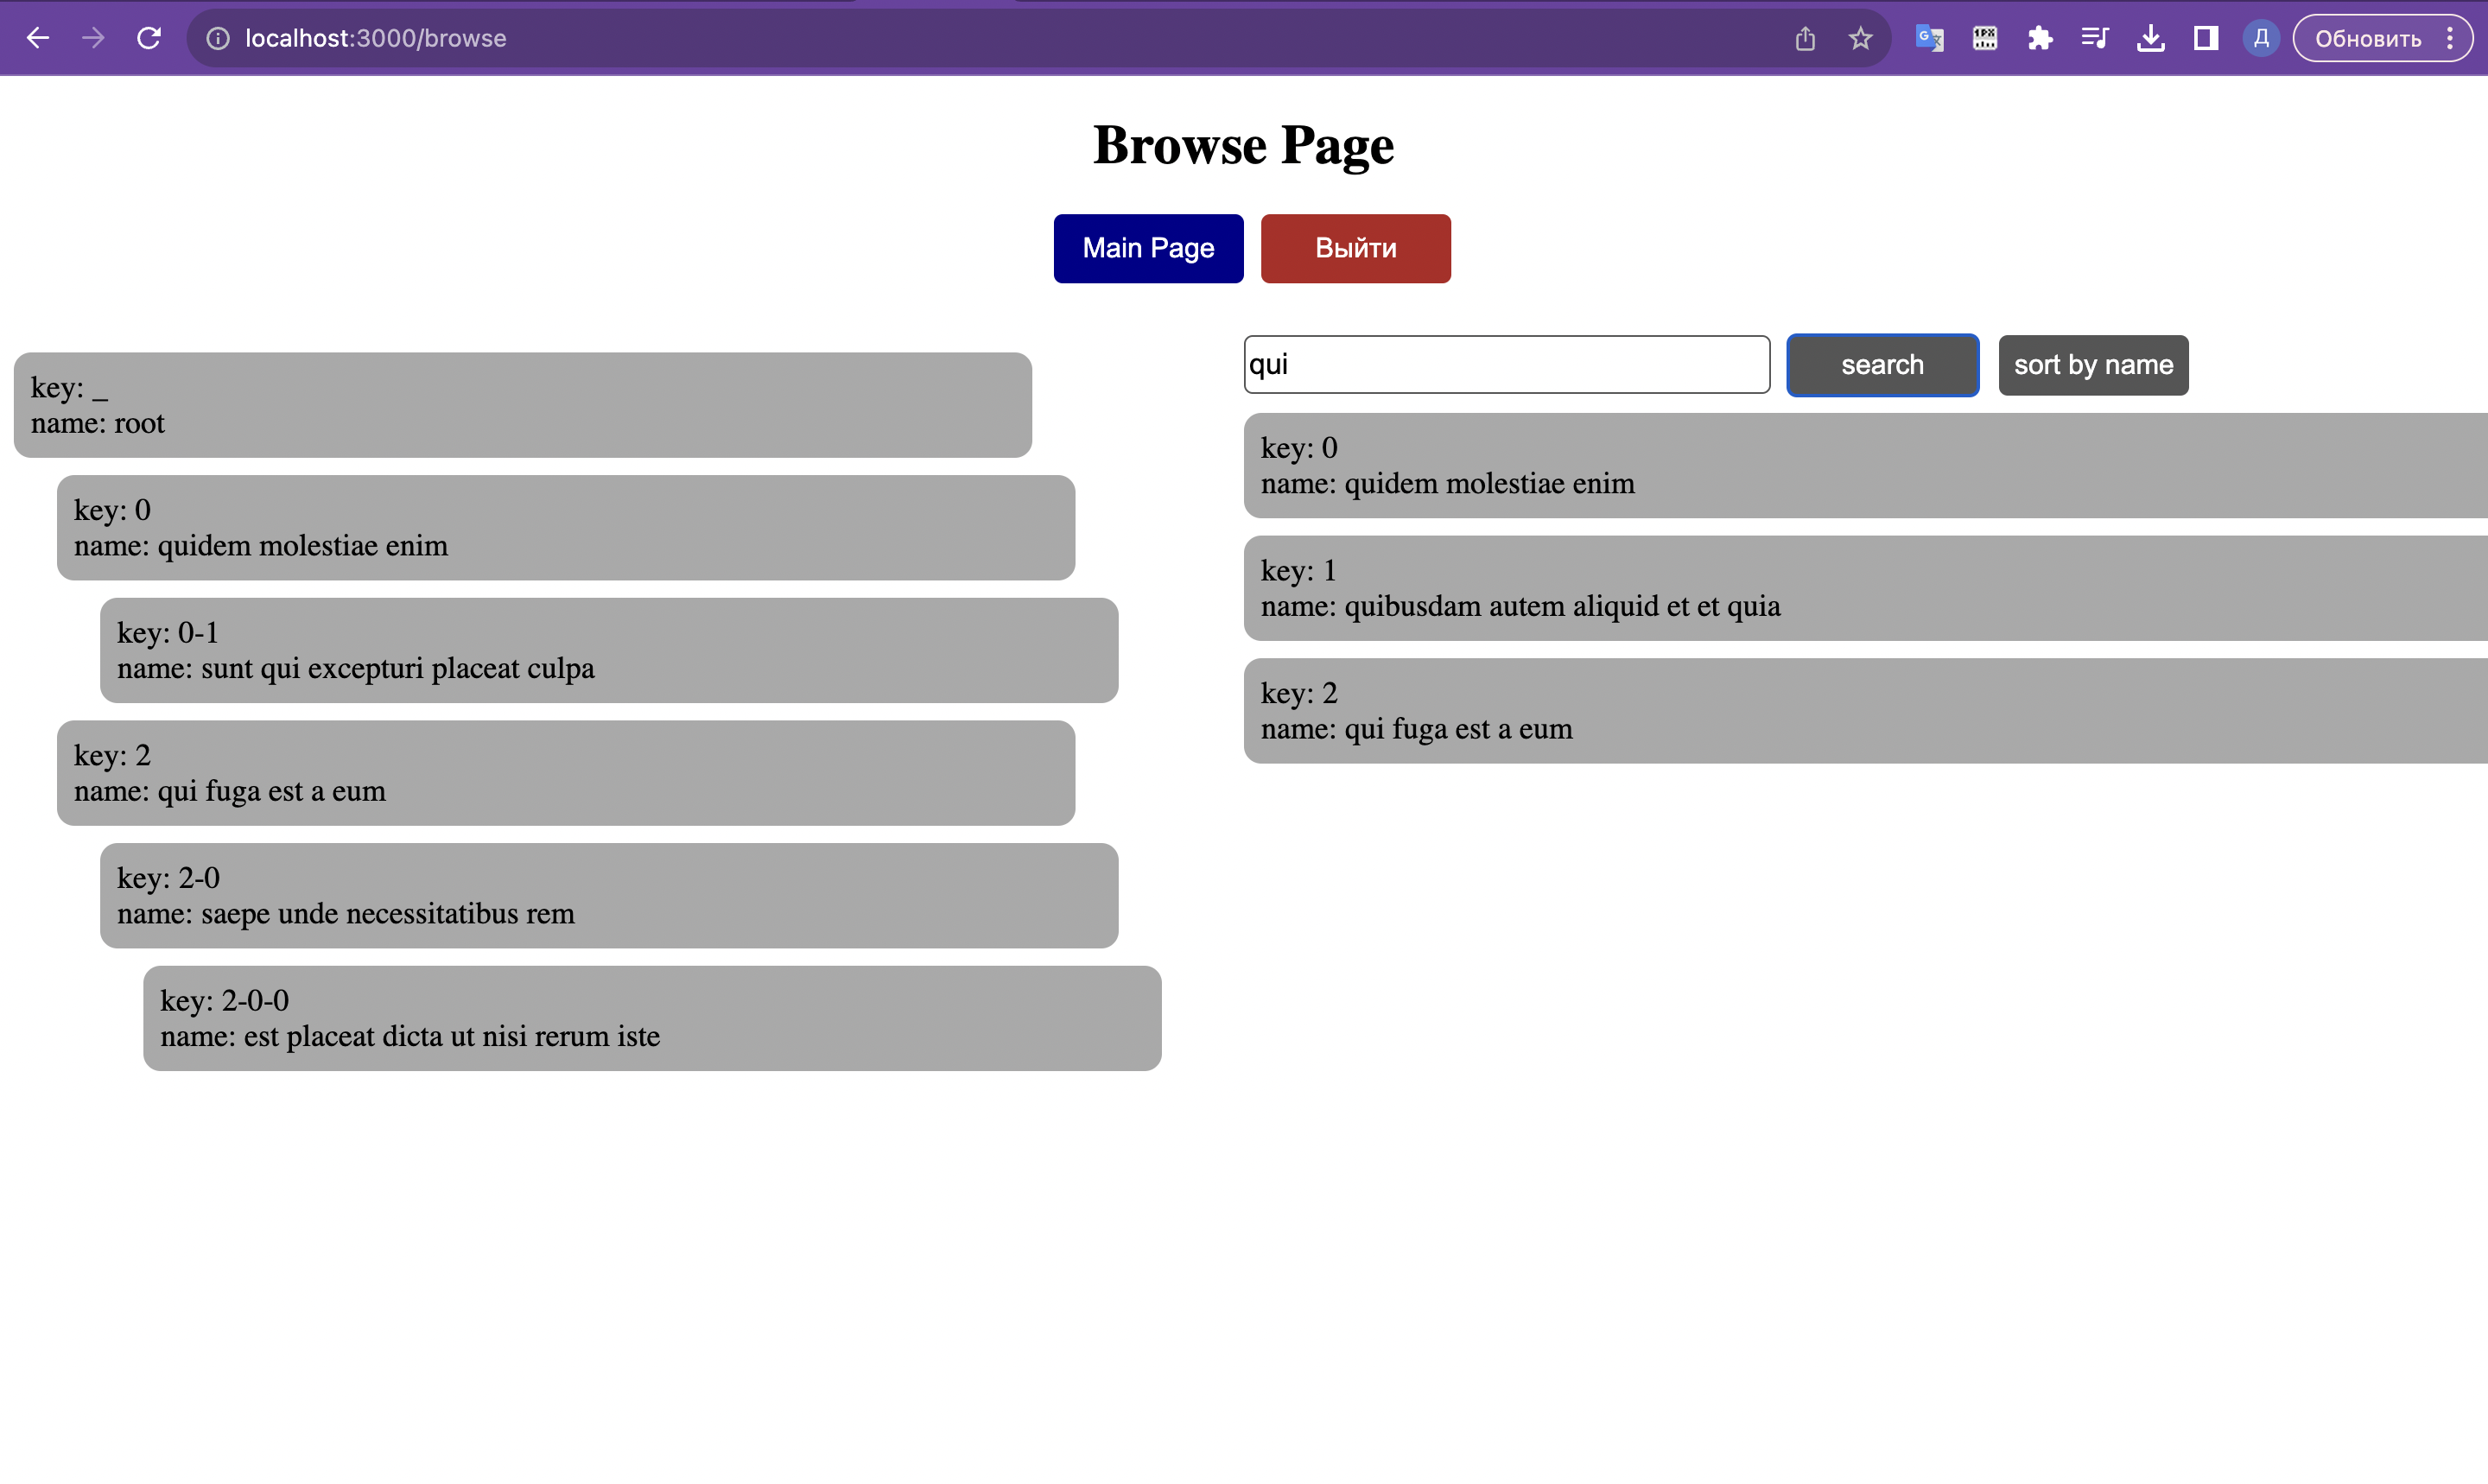 localhost:3000/browse
Д
Обновить
Browse Page
Main Page
Выйти
key: _
name: root
key: 0
name: quidem molestiae enim
key: 0-1
name: sunt qui excepturi placeat culpa
key: 2
name: qui fuga est a eum
key: 2-0
name: saepe unde necessitatibus rem
key: 2-0-0
name: est placeat dicta ut nisi rerum iste
qui
search
sort by name
key: 0
name: quidem molestiae enim
key: 1
name: quibusdam autem aliquid et et quia
key: 2
name: qui fuga est a eum